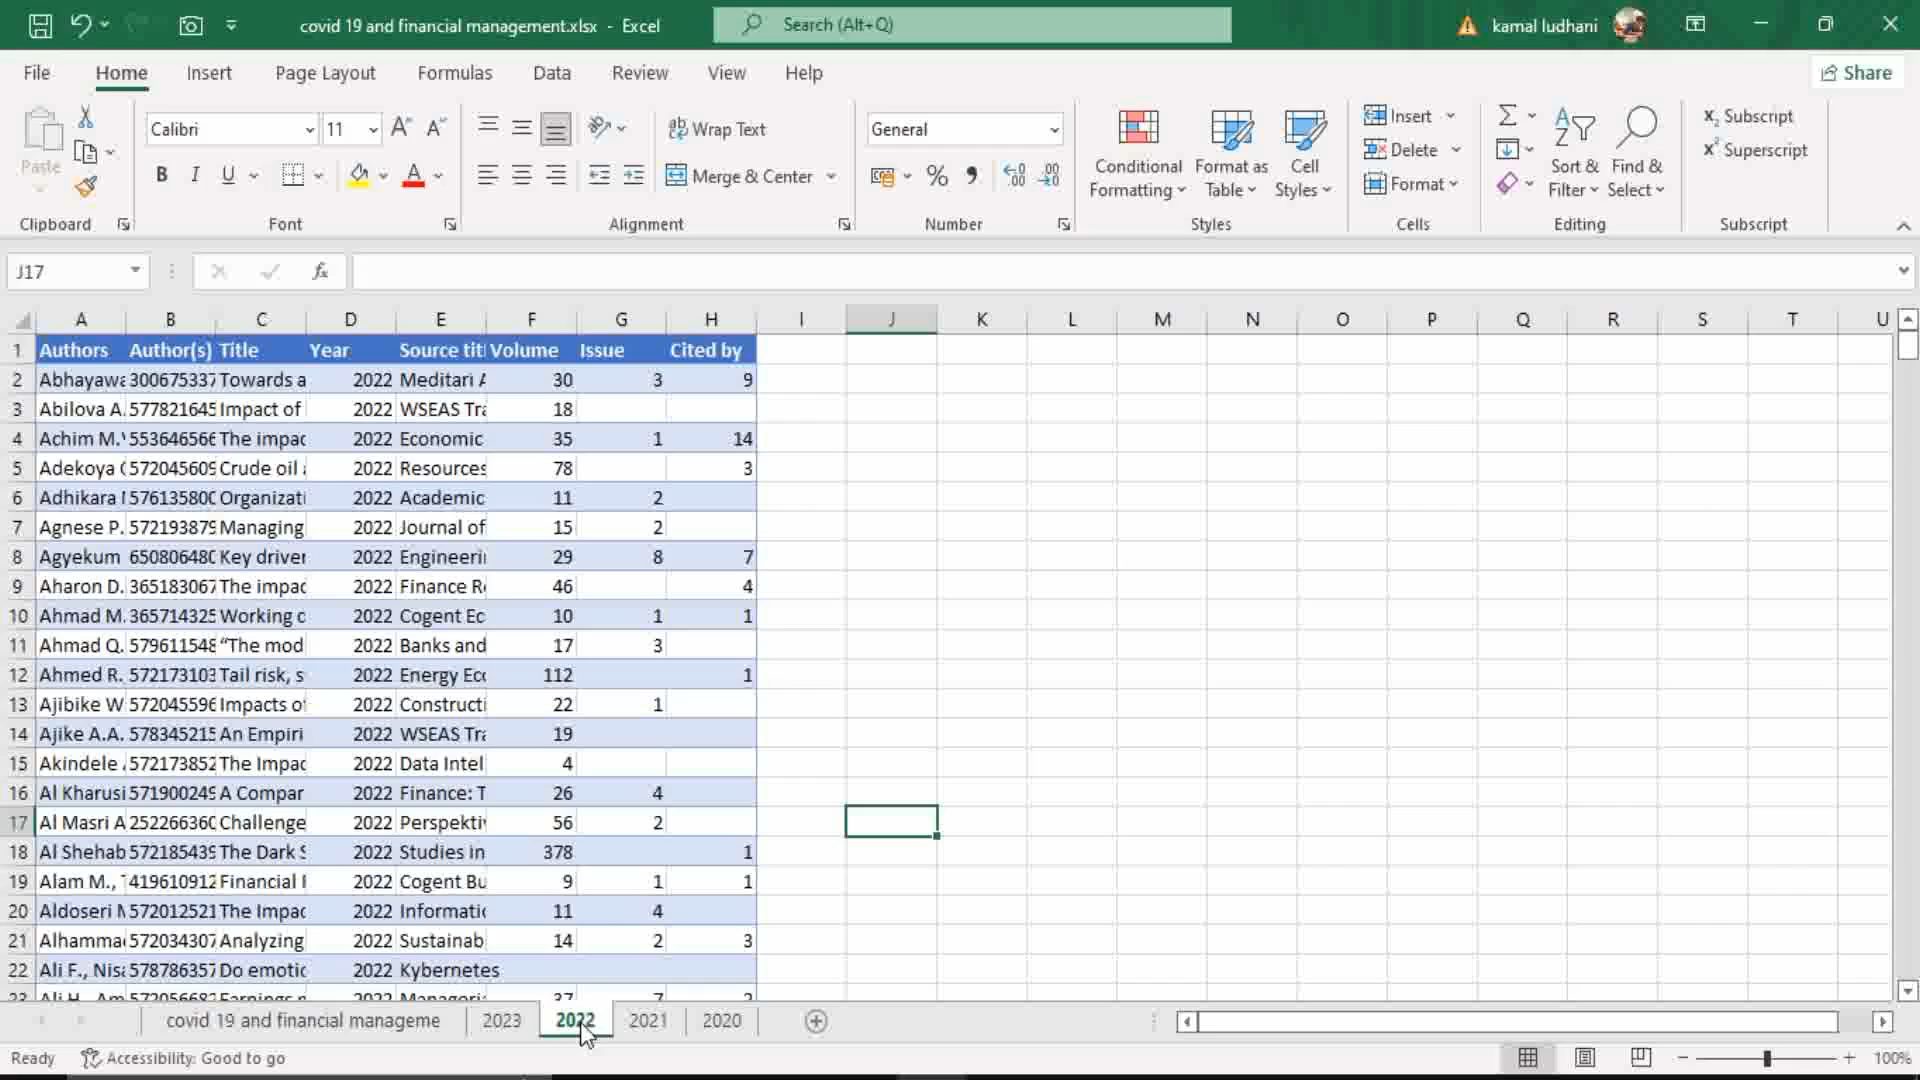 covid 19 and financial management.xlsx - Excel
Search (Alt+Q)
kamal ludhani
File Home Insert Page Layout Formulas Data Review View Help
Share
Paste
Calibri 11
Wrap Text
Merge & Center
General
Conditional Formatting
Format as Table
Cell Styles
Insert
Delete
Format
Sort & Filter
Find & Select
Subscript
Superscript
Clipboard Font Alignment Number Styles Cells Editing Subscript
J17
fx
A B C D E F G H I J K L M N O P Q R S T U
1 Authors Author(s) Title Year Source tit Volume Issue Cited by
2 Abhayawa 300675337 Towards a 2022 Meditari A 30 3 9
3 Abilova A. 577821645 Impact of 2022 WSEAS Tra 18
4 Achim M. 553646566 The impac 2022 Economic 35 1 14
5 Adekoya 572045609 Crude oil 2022 Resources 78 3
6 Adhikara 576135800 Organizati 2022 Academic 11 2
7 Agnese P. 572193879 Managing 2022 Journal of 15 2
8 Agyekum 650806480 Key driver 2022 Engineeri 29 8 7
9 Aharon D. 365183067 The impac 2022 Finance Re 46 4
10 Ahmad M. 365714325 Working c 2022 Cogent Ec 10 1 1
11 Ahmad Q. 579611548 “The mod 2022 Banks and 17 3
12 Ahmed R. 572173103 Tail risk, s 2022 Energy Eco 112 1
13 Ajibike W 572045596 Impacts of 2022 Constructi 22 1
14 Ajike A.A. 578345215 An Empiri 2022 WSEAS Tra 19
15 Akindele 572173852 The Impac 2022 Data Intel 4
16 Al Kharusi 571900249 A Compar 2022 Finance: T 26 4
17 Al Masri A 252266360 Challenge 2022 Perspektiv 56 2
18 Al Shehab 572185439 The Dark S 2022 Studies in 378 1
19 Alam M., 419610912 Financial 2022 Cogent Bu 9 1 1
20 Aldoseri 572012521 The Impac 2022 Informatic 11 4
21 Alhamma 572034307 Analyzing 2022 Sustainab 14 2 3
22 Ali F., Nisa 578786357 Do emotic 2022 Kybernetes
covid 19 and financial manageme 2023 2022 2021 2020
Ready Accessibility: Good to go 100%